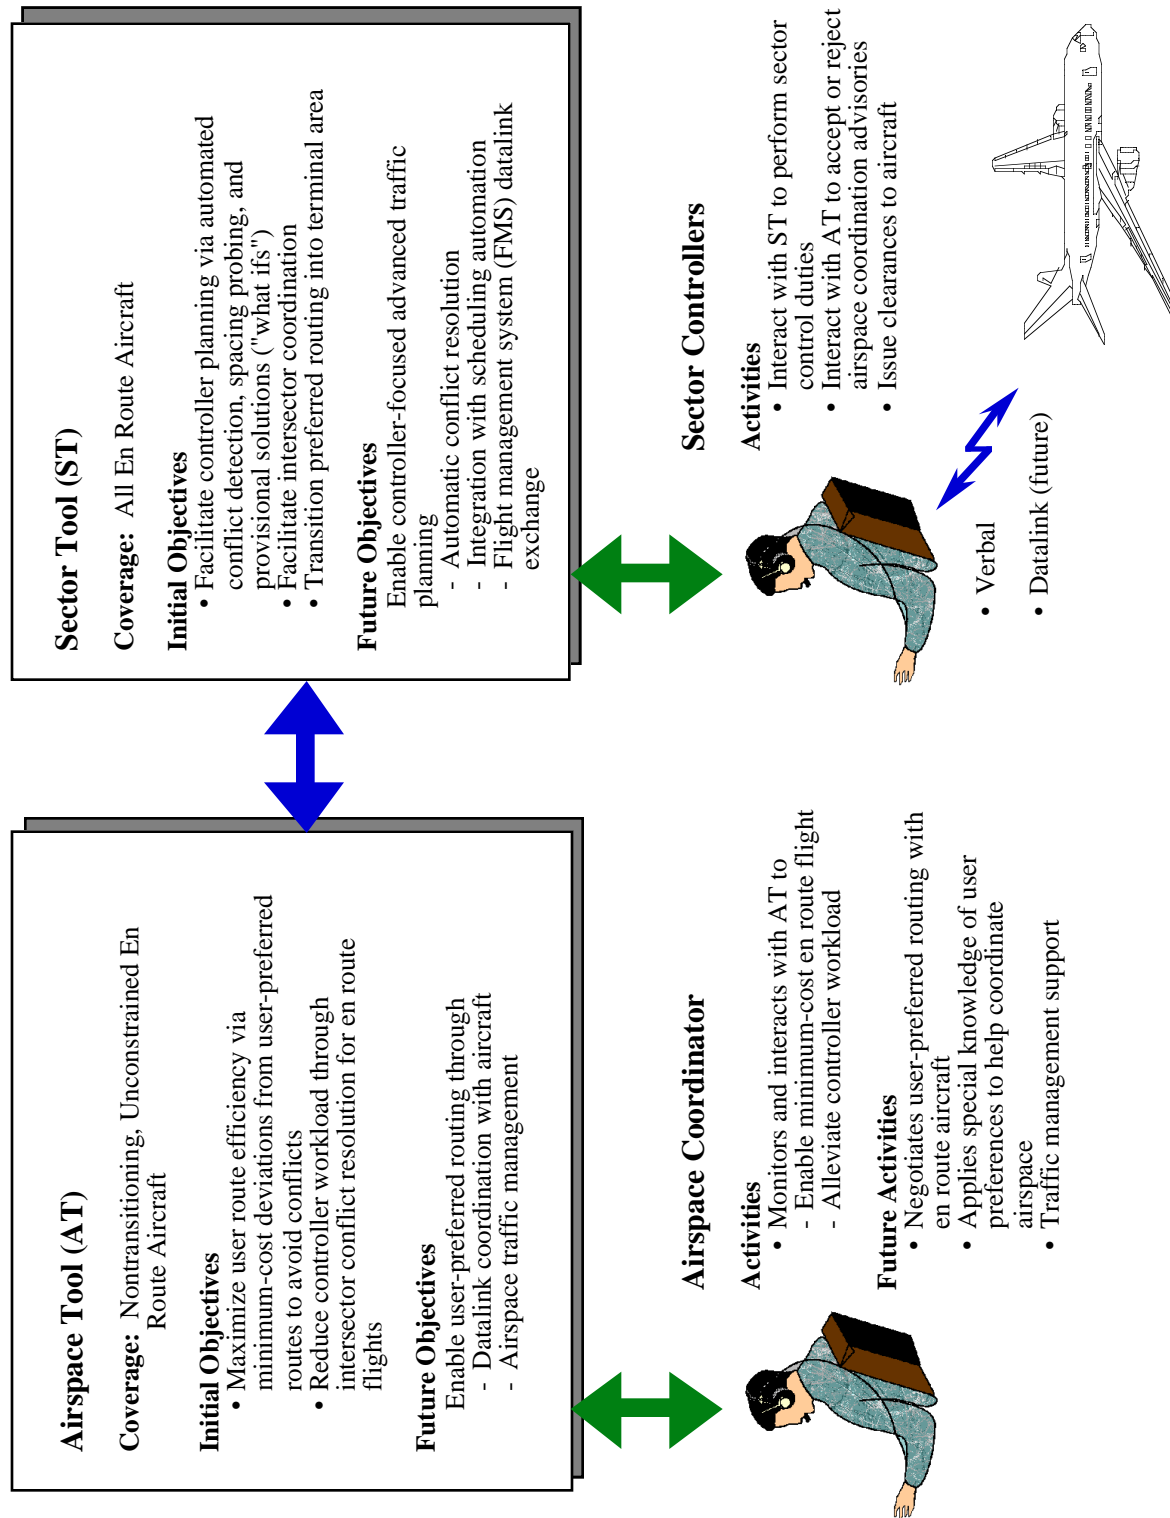 Airspace Tool (AT)
Coverage: Nontransitioning, Unconstrained En
Route Aircraft
Initial Objectives
• Maximize user route efficiency via
minimum-cost deviations from user-preferred
routes to avoid conflicts
• Reduce controller workload through
intersector conflict resolution for en route
flights
Future Objectives
Enable user-preferred routing through
- Datalink coordination with aircraft
- Airspace traffic management
Sector Tool (ST)
Coverage: All En Route Aircraft
Initial Objectives
• Facilitate controller planning via automated
conflict detection, spacing probing, and
provisional solutions ("what ifs")
• Facilitate intersector coordination
• Transition preferred routing into terminal area
Future Objectives
Enable controller-focused advanced traffic
planning
- Automatic conflict resolution
- Integration with scheduling automation
- Flight management system (FMS) datalink
exchange
Airspace Coordinator
Activities
• Monitors and interacts with AT to
- Enable minimum-cost en route flight
- Alleviate controller workload
Future Activities
• Negotiates user-preferred routing with
en route aircraft
• Applies special knowledge of user
preferences to help coordinate
airspace
• Traffic management support
Sector Controllers
Activities
• Interact with ST to perform sector
control duties
• Interact with AT to accept or reject
airspace coordination advisories
• Issue clearances to aircraft
• Verbal
• Datalink (future)